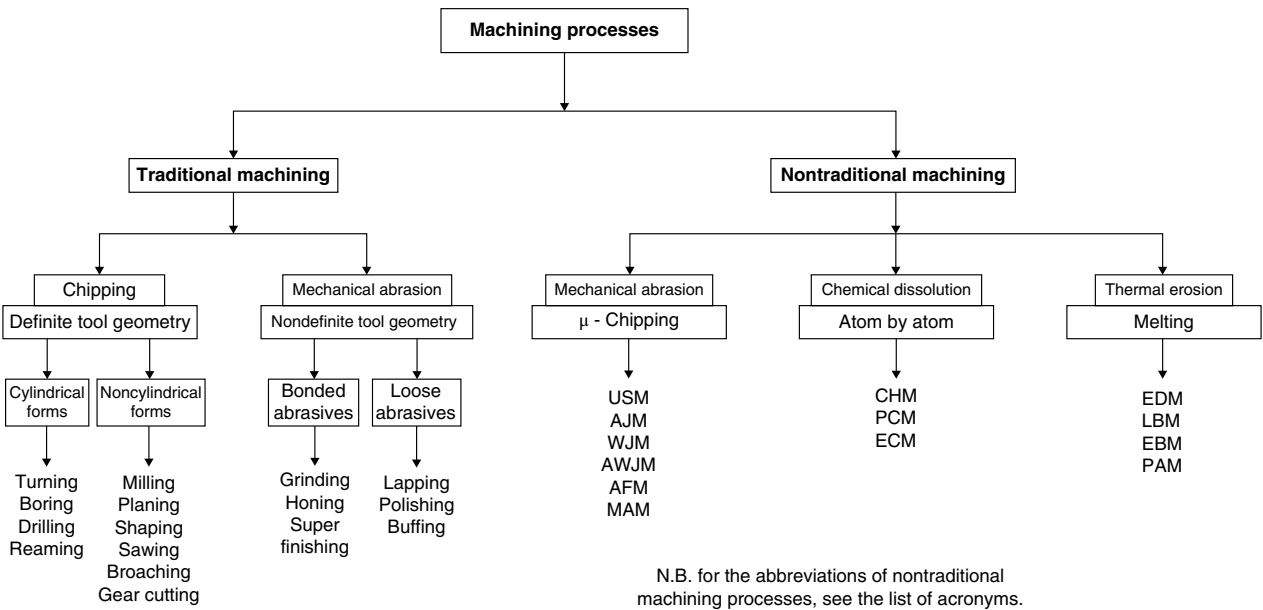 Machining processes
Traditional machining
Nontraditional machining
Chipping
Definite tool geometry
Mechanical abrasion
Nondefinite tool geometry
Mechanical abrasion
μ - Chipping
Chemical dissolution
Atom by atom
Thermal erosion
Melting
Cylindrical
forms
Noncylindrical
forms
Bonded
abrasives
Loose
abrasives
Turning
Boring
Drilling
Reaming
Milling
Planing
Shaping
Sawing
Broaching
Gear cutting
Grinding
Honing
Super
finishing
Lapping
Polishing
Buffing
USM
AJM
WJM
AWJM
AFM
MAM
CHM
PCM
ECM
EDM
LBM
EBM
PAM
N.B. for the abbreviations of nontraditional
machining processes, see the list of acronyms.